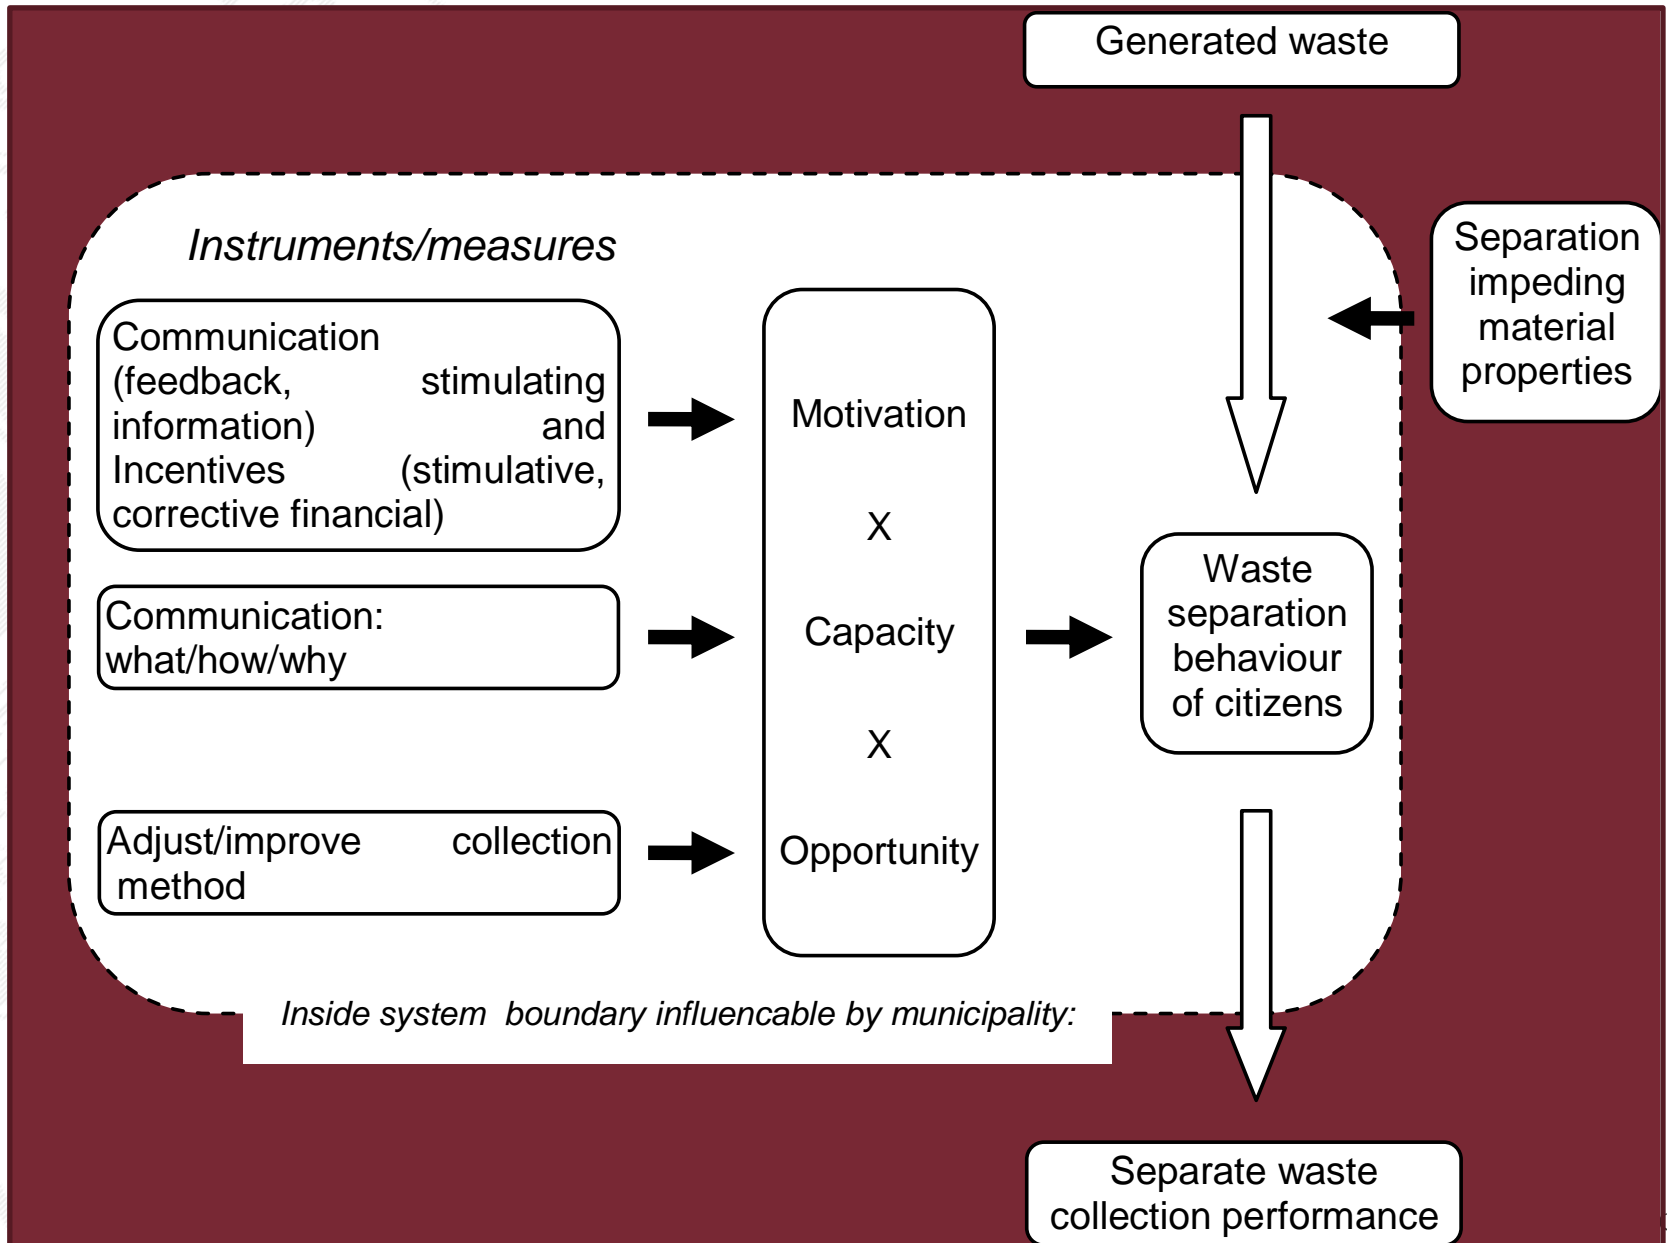 Generated waste
Separation
impeding
material
properties
Instruments/measures
Communication
(feedback, stimulating
information) and
Incentives (stimulative,
corrective financial)
Motivation
X
Communication:
what/how/why
Capacity
X
Adjust/improve collection
method
Opportunity
Waste
separation
behaviour
of citizens
Inside system boundary influencable by municipality:
Separate waste
collection performance